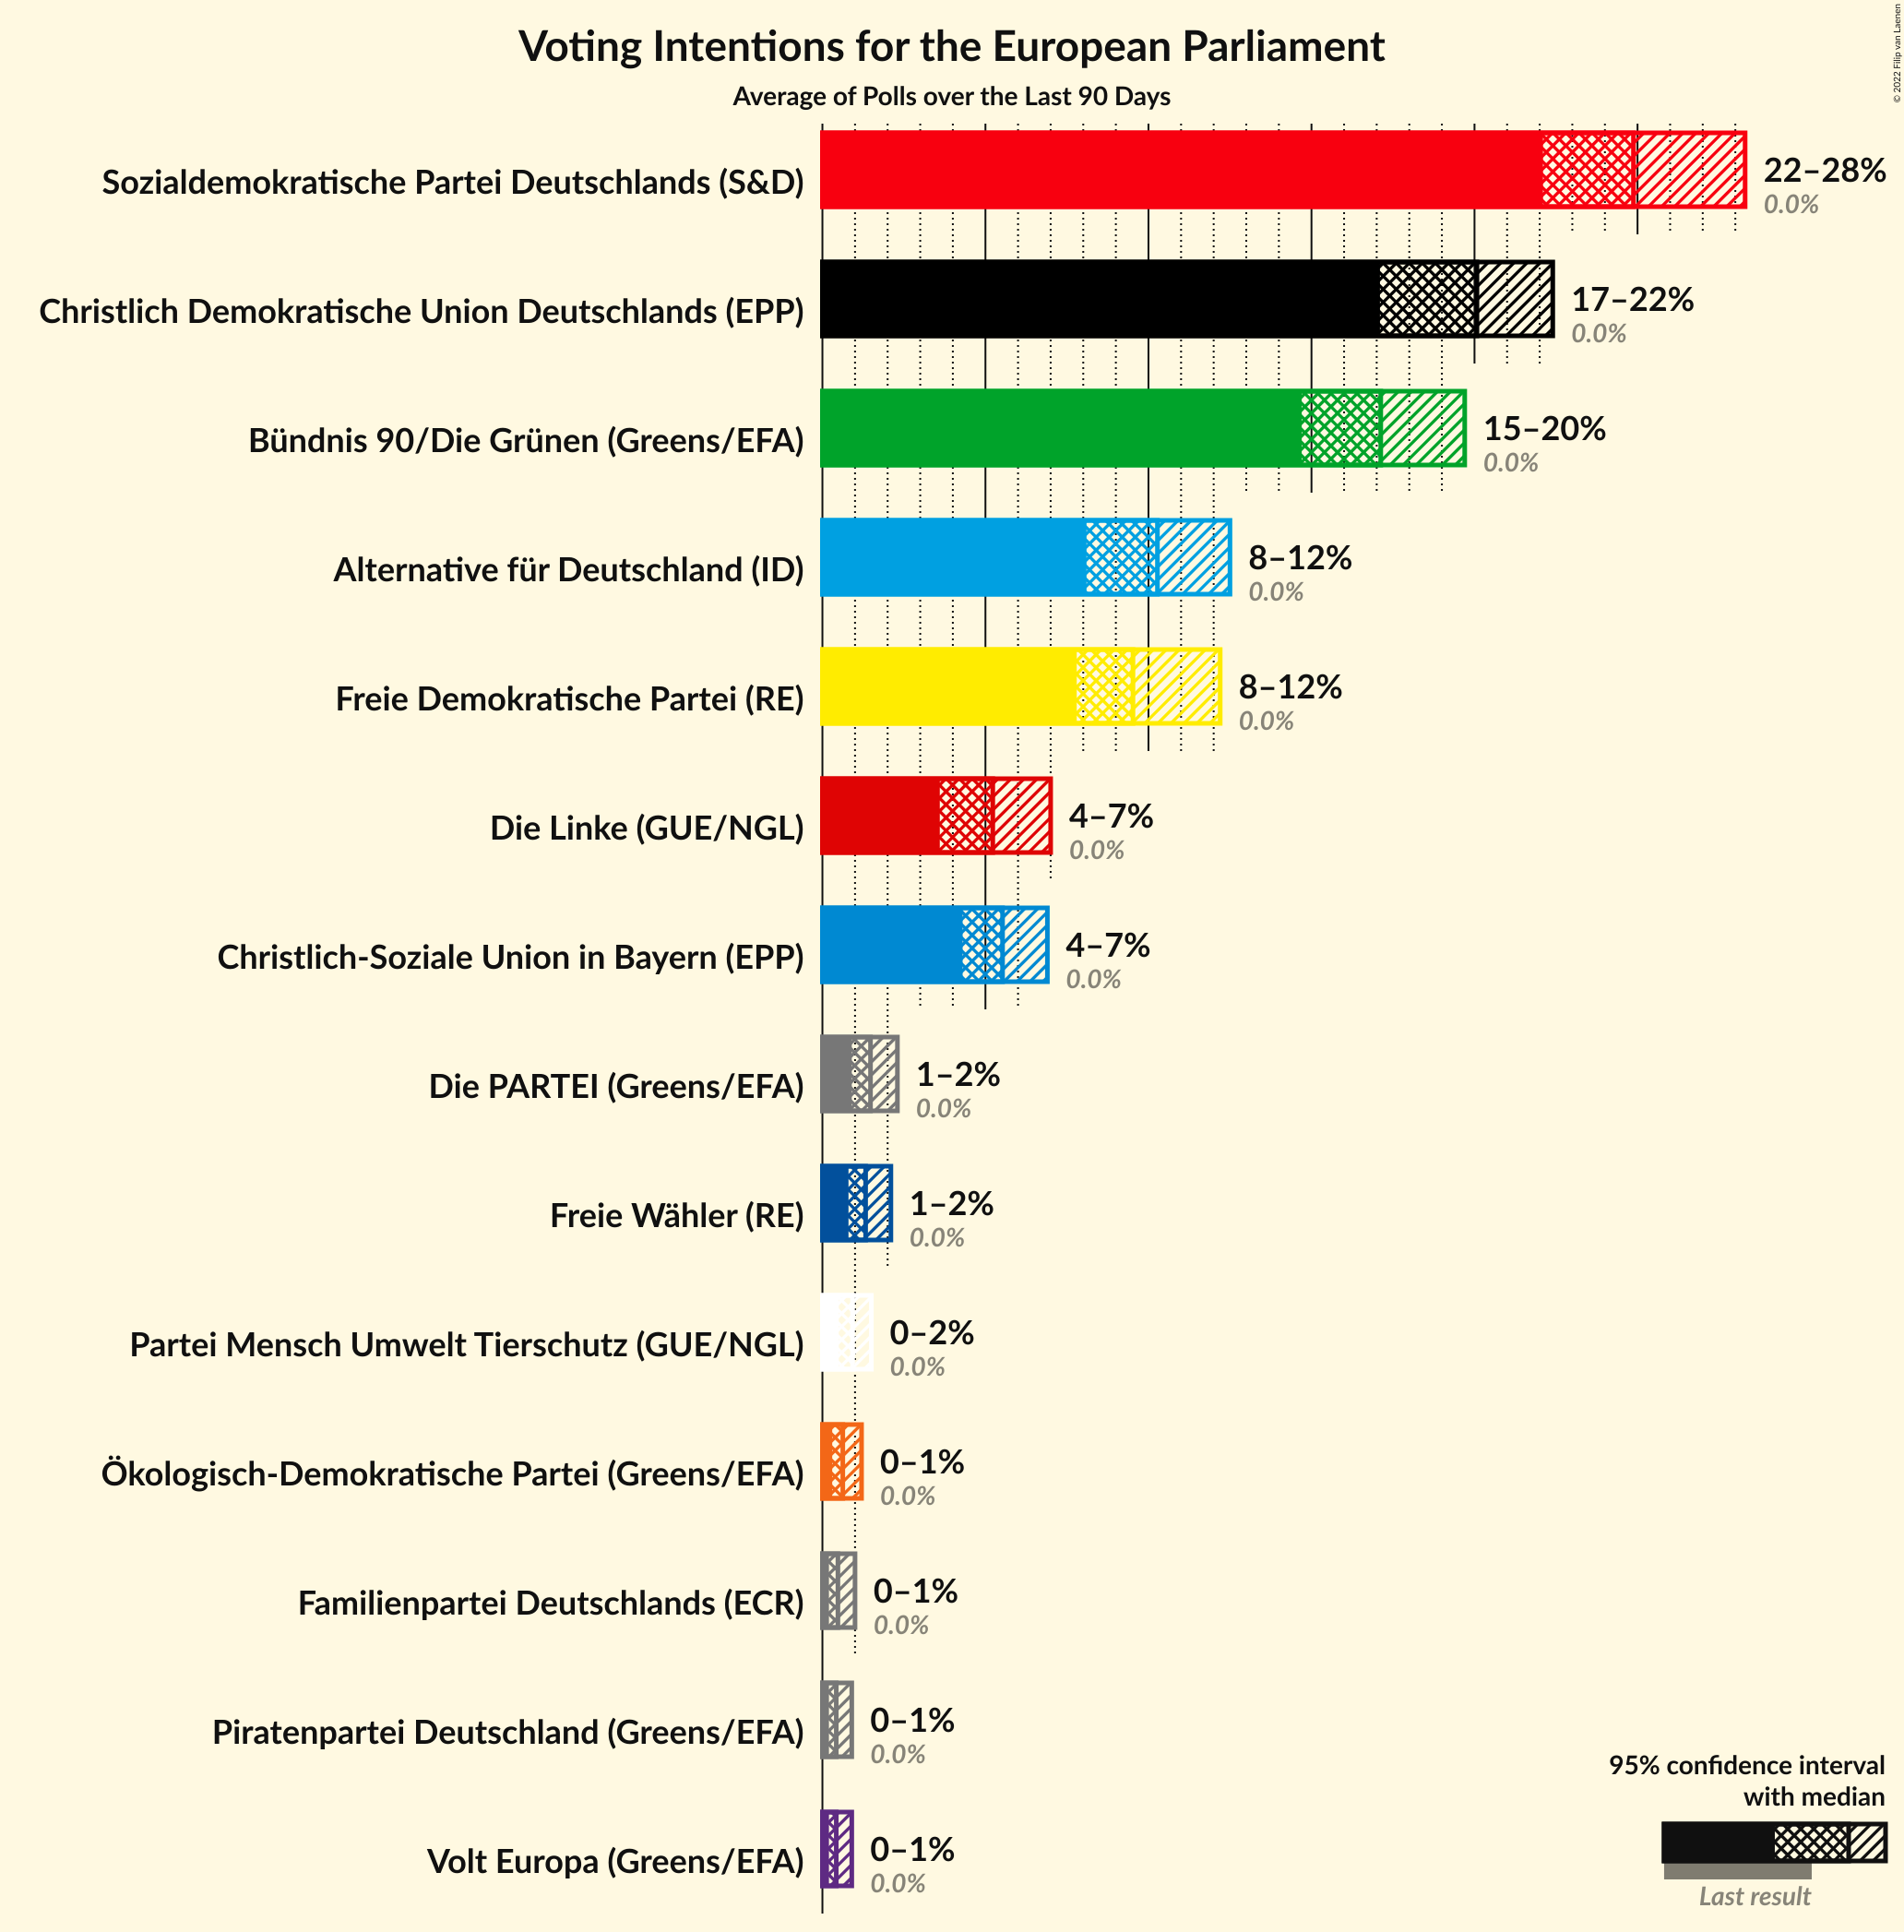 Voting Intentions for the European Parliament
Average of Polls over the Last 90 Days
© 2022 Filip van Laenen
Sozialdemokratische Partei Deutschlands (S&D)
22–28%
0.0%
Christlich Demokratische Union Deutschlands (EPP)
17–22%
0.0%
Bündnis 90/Die Grünen (Greens/EFA)
15–20%
0.0%
Alternative für Deutschland (ID)
8–12%
0.0%
Freie Demokratische Partei (RE)
8–12%
0.0%
Die Linke (GUE/NGL)
4–7%
0.0%
Christlich-Soziale Union in Bayern (EPP)
4–7%
0.0%
Die PARTEI (Greens/EFA)
1–2%
0.0%
Freie Wähler (RE)
1–2%
0.0%
Partei Mensch Umwelt Tierschutz (GUE/NGL)
0–2%
0.0%
Ökologisch-Demokratische Partei (Greens/EFA)
0–1%
0.0%
Familienpartei Deutschlands (ECR)
0–1%
0.0%
Piratenpartei Deutschland (Greens/EFA)
0–1%
0.0%
Volt Europa (Greens/EFA)
0–1%
0.0%
95% confidence interval
with median
Last result